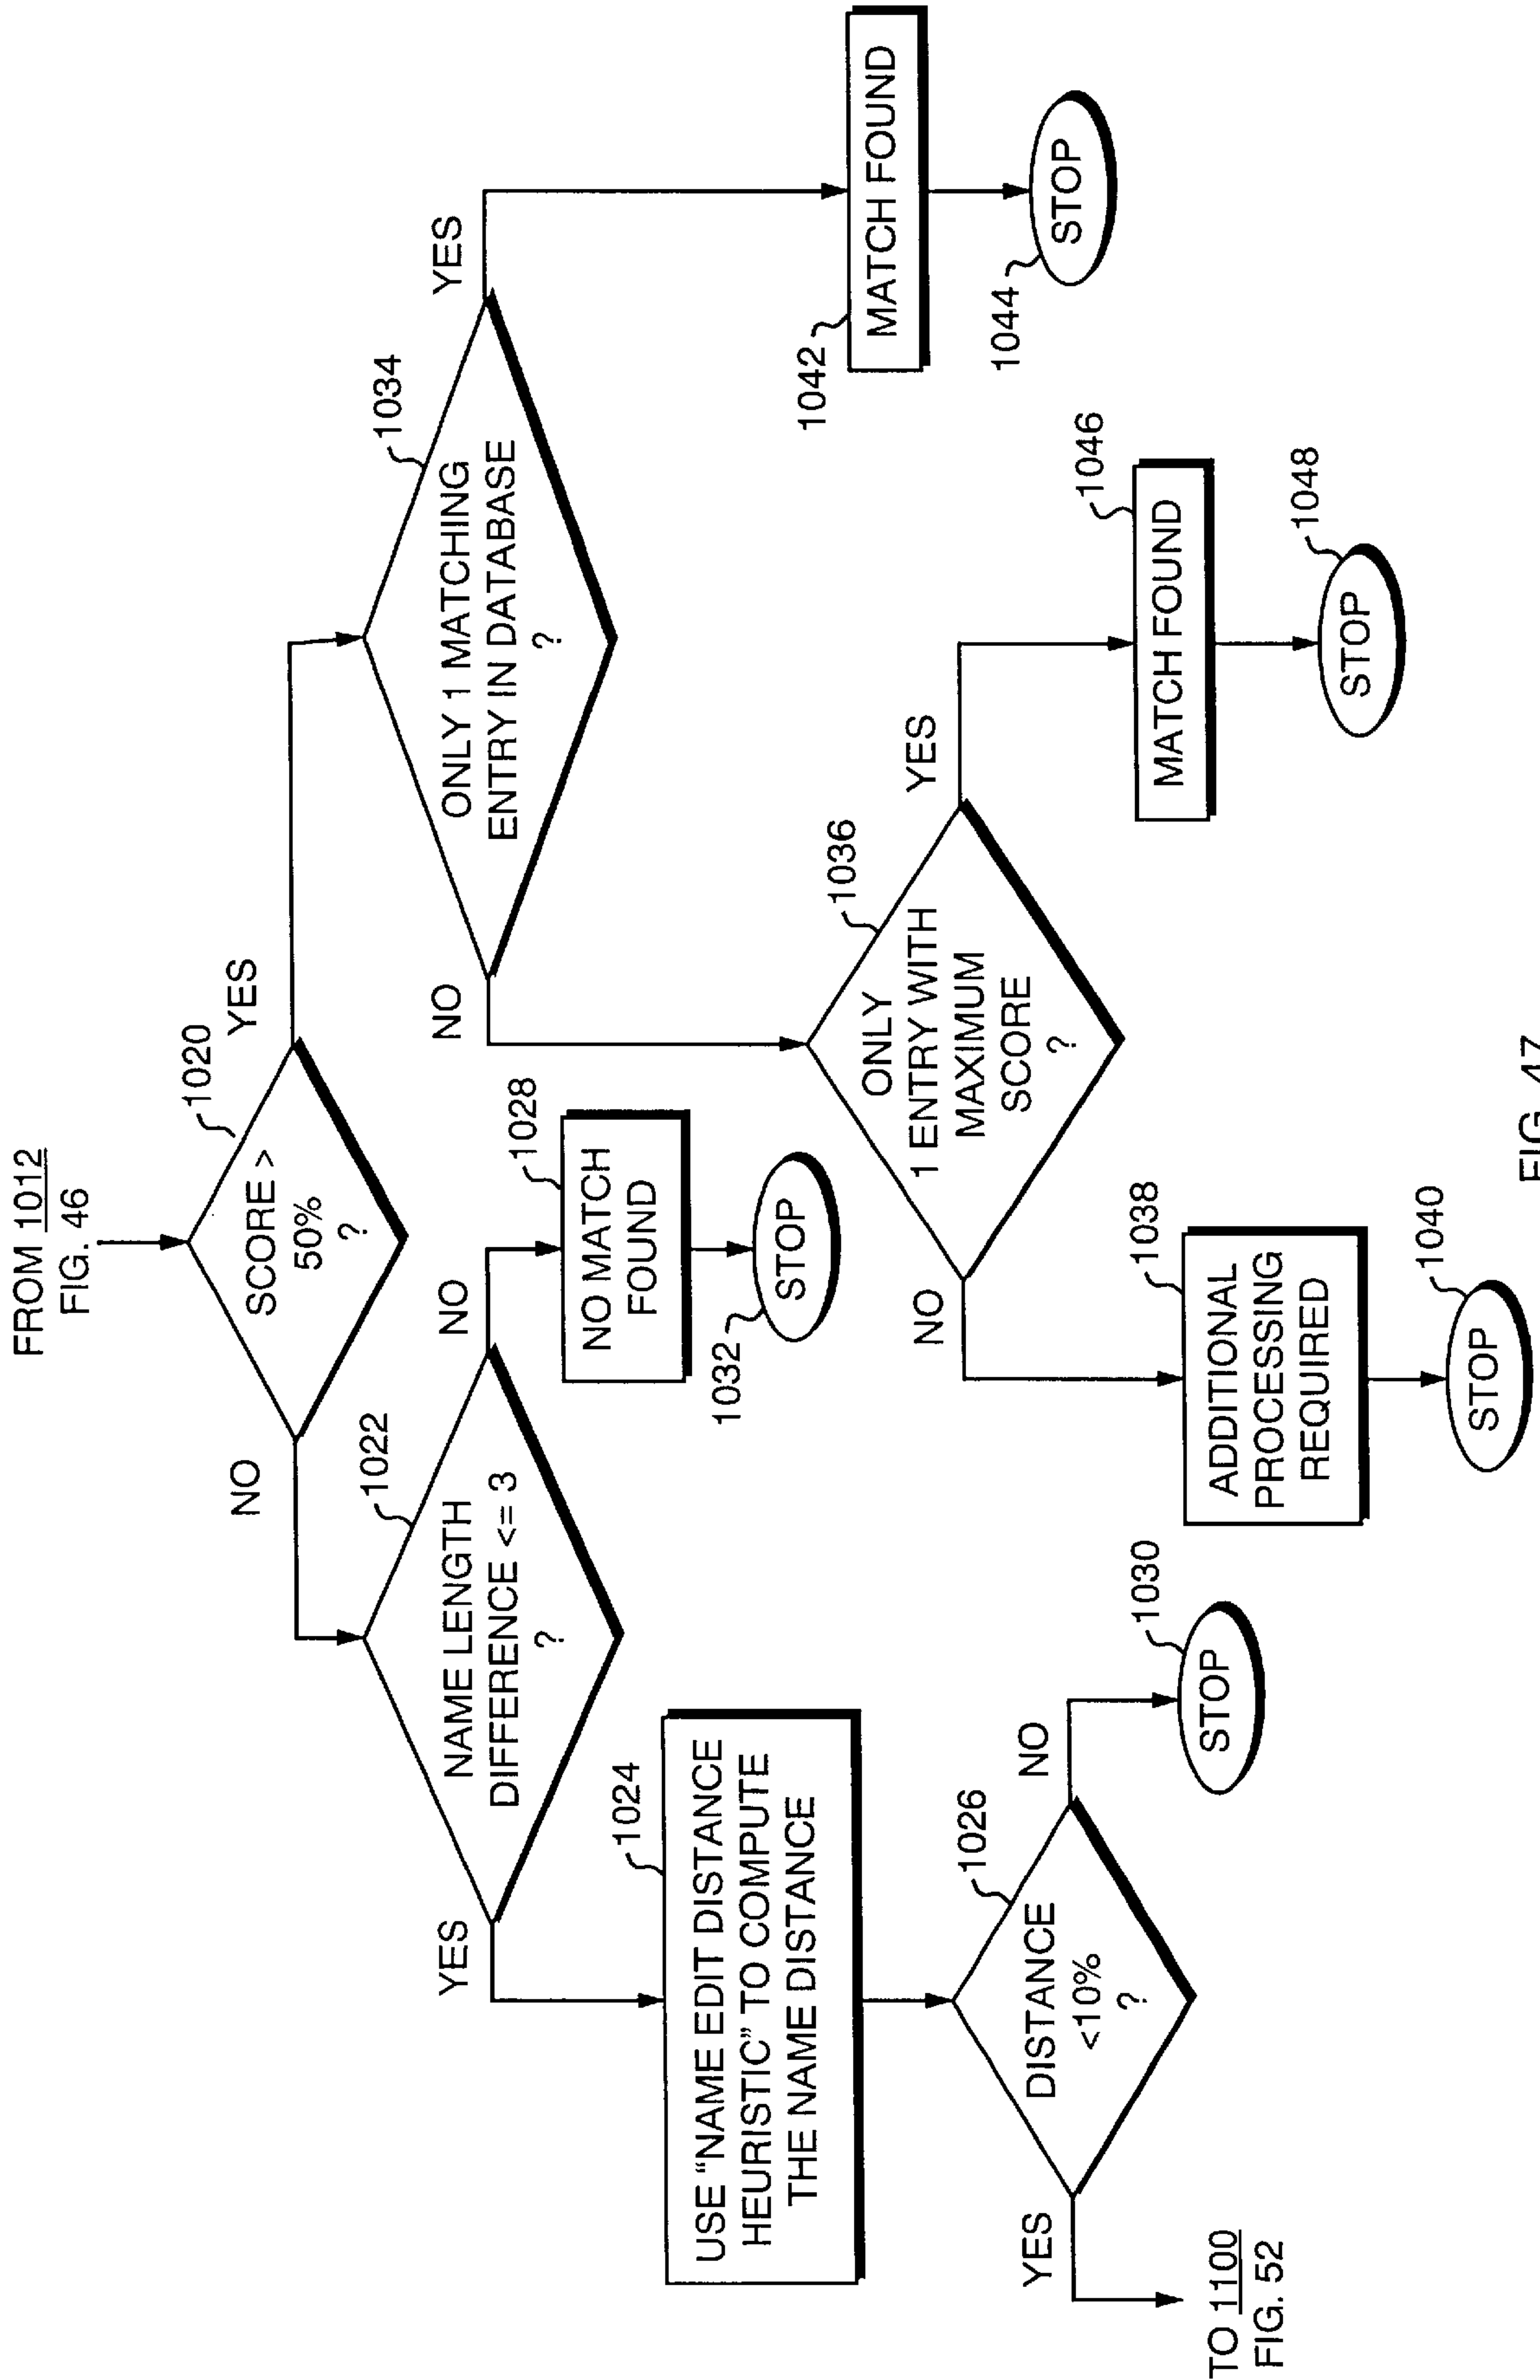 FROM 1012
FIG. 46
1020
SCORE >
50%
?
NO
YES
1022
NAME LENGTH
DIFFERENCE <= 3
?
YES
NO
1034
ONLY 1 MATCHING
ENTRY IN DATABASE
?
NO
YES
1024
USE “NAME EDIT DISTANCE
HEURISTIC” TO COMPUTE
THE NAME DISTANCE
1028
NO MATCH
FOUND
1032
STOP
1036
ONLY
1 ENTRY WITH
MAXIMUM
SCORE
?
NO
YES
1042
MATCH FOUND
1044
STOP
1026
DISTANCE
<10%
?
YES
NO
TO 1100
FIG. 52
1030
STOP
1038
ADDITIONAL
PROCESSING
REQUIRED
1040
STOP
1046
MATCH FOUND
1048
STOP
FIG. 47